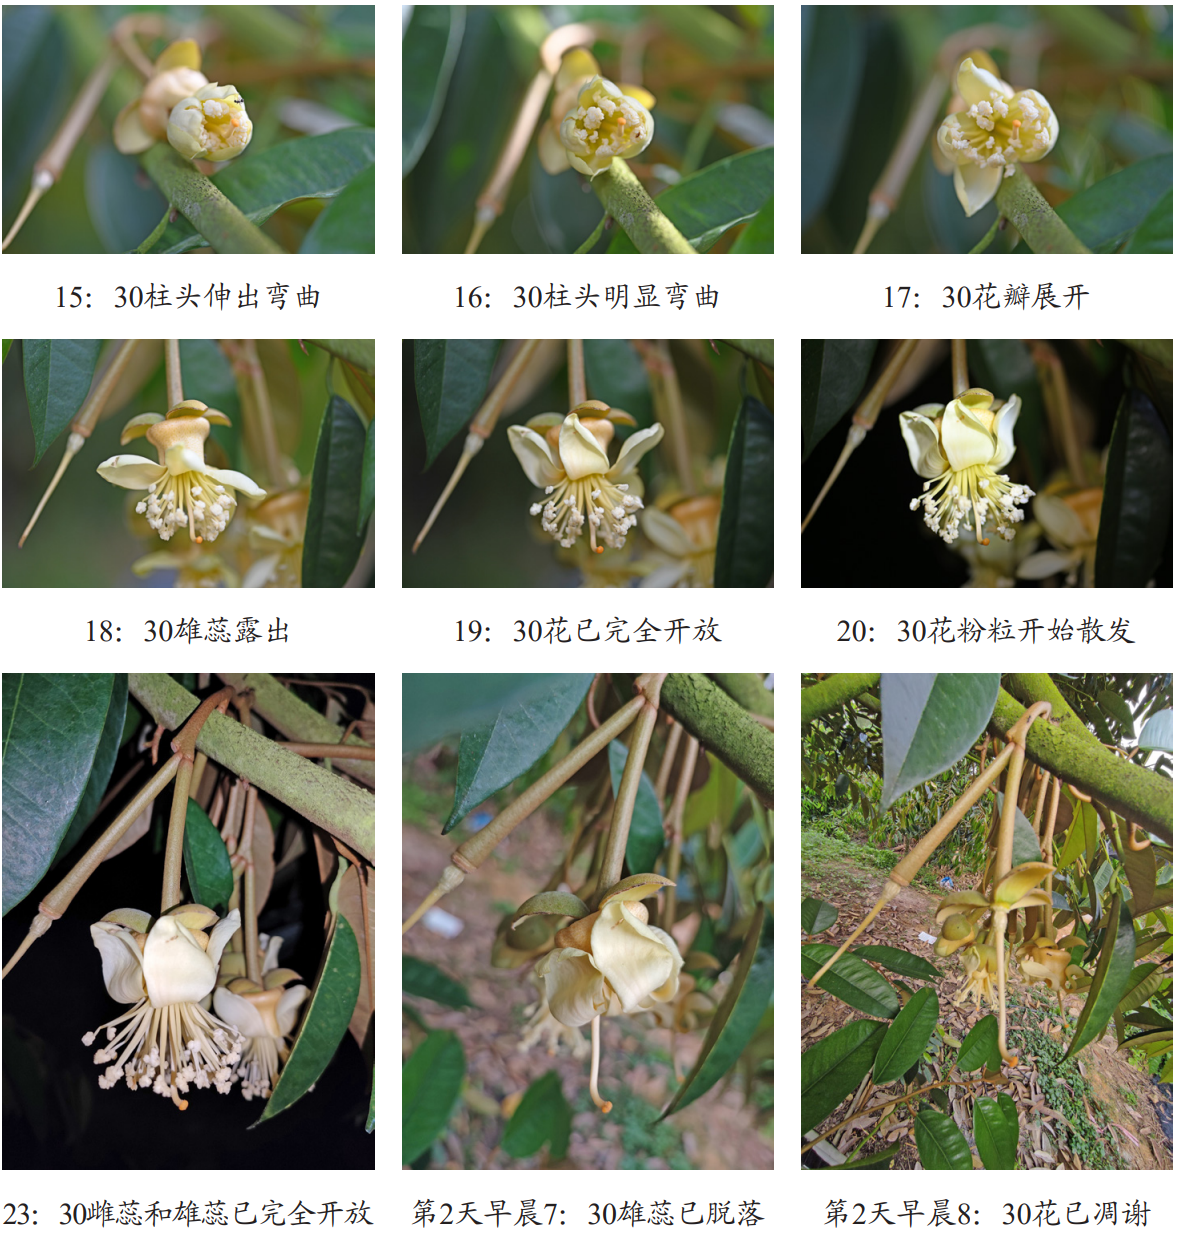 15：30柱头伸出弯曲
16：30柱头明显弯曲
17：30花瓣展开
18：30雄蕊露出
19：30花已完全开放
20：30花粉粒开始散发
23：30雌蕊和雄蕊已完全开放
第2天早晨7：30雄蕊已脱落
第2天早晨8：30花已凋谢